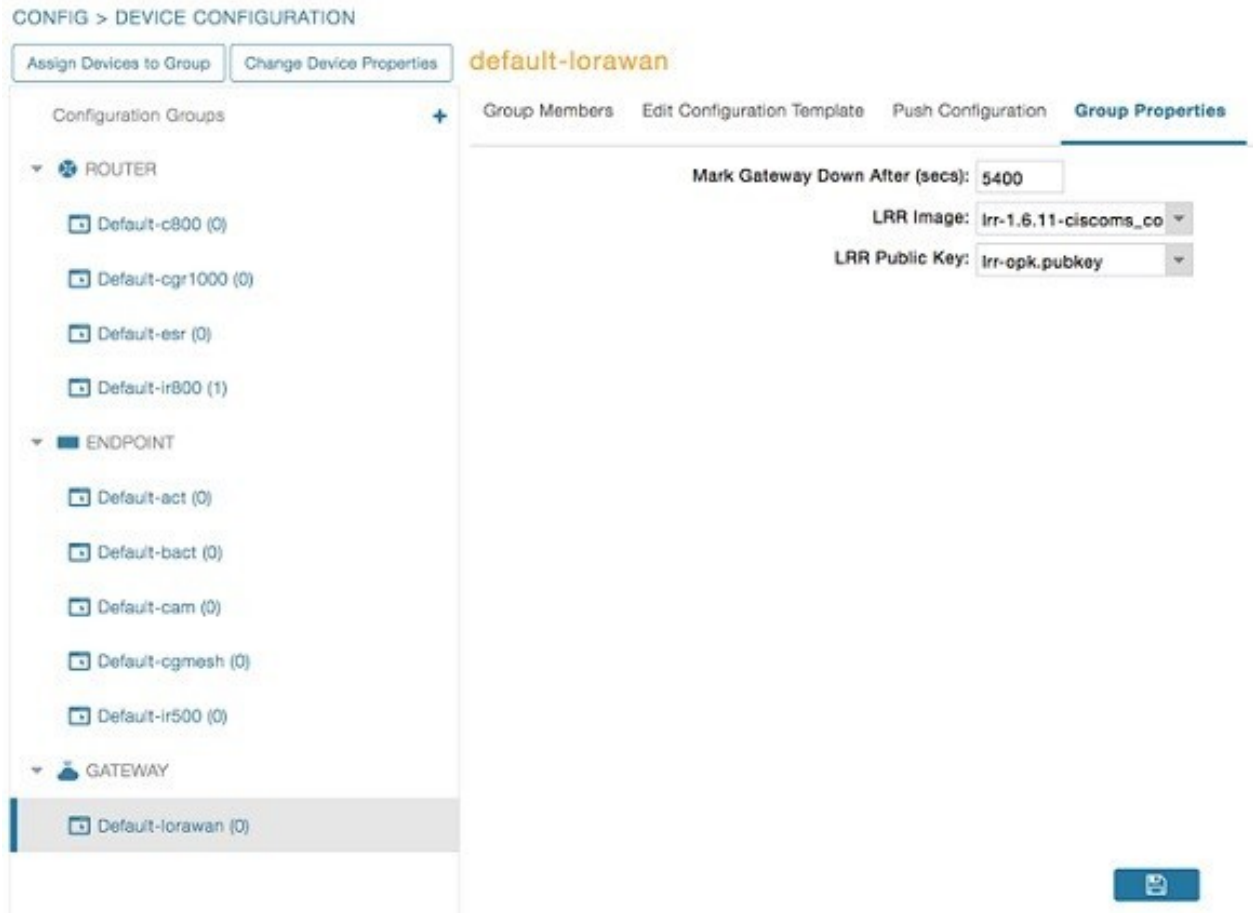 CONFIG > DEVICE CONFIGURATION
Assign Devices to Group
Change Device Properties
default-lorawan
Configuration Groups
+
Group Members
Edit Configuration Template
Push Configuration
Group Properties
ROUTER
Default-c800 (0)
Default-cgr1000 (0)
Default-esr (0)
Default-ir800 (1)
ENDPOINT
Default-act (0)
Default-bact (0)
Default-cam (0)
Default-cgmesh (0)
Default-ir500 (0)
GATEWAY
Default-lorawan (0)
Mark Gateway Down After (secs): 5400
LRR Image: lrr-1.6.11-ciscoms_co
LRR Public Key: lrr-opk.pubkey